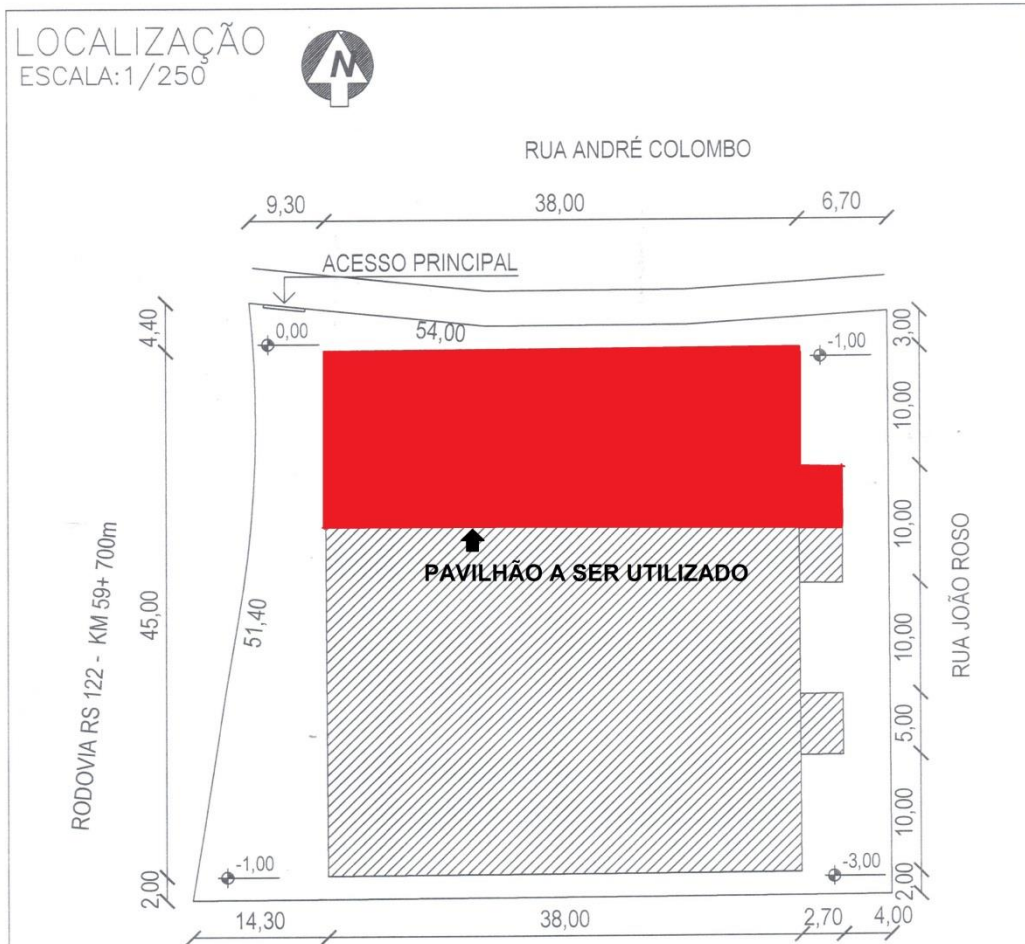 LOCALIZAÇÃO
ESCALA:1/250
N
RUA ANDRÉ COLOMBO
9,30
38,00
6,70
ACESSO PRINCIPAL
54,00
0,00
-1,00
4,40
45,00
2,00
RODOVIA RS 122 - KM 59+ 700m
51,40
PAVILHÃO A SER UTILIZADO
3,00
10,00
10,00
10,00
5,00
10,00
2,00
RUA JOÃO ROSO
-1,00
-3,00
14,30
38,00
2,70
4,00